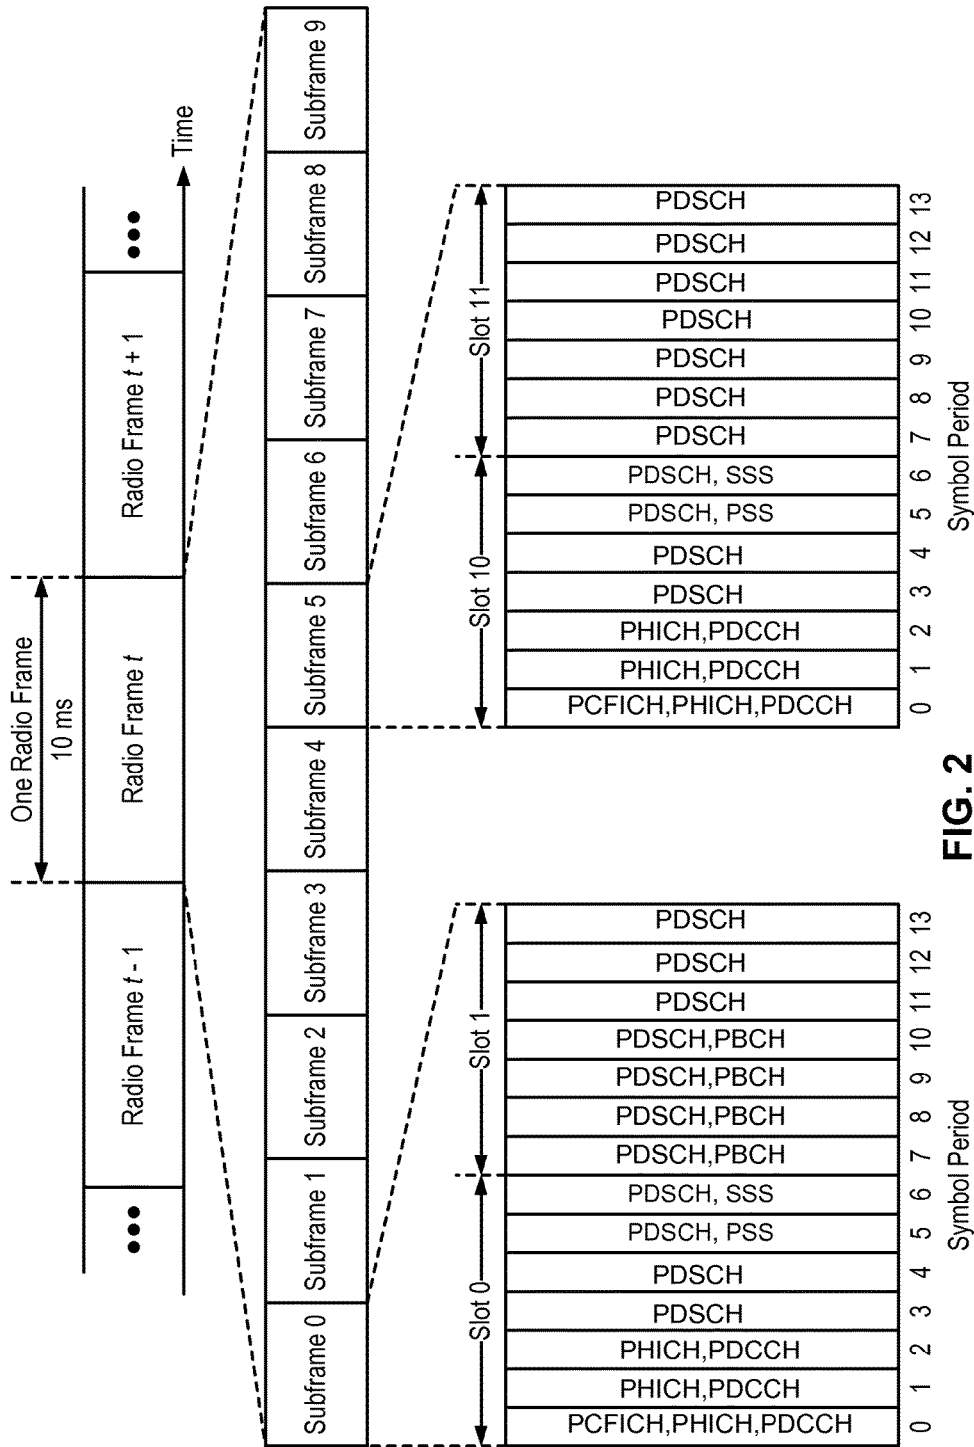 One Radio Frame
10 ms
Radio Frame t - 1
Radio Frame t
Radio Frame t + 1
Time
Subframe 0
Subframe 1
Subframe 2
Subframe 3
Subframe 4
Subframe 5
Subframe 6
Subframe 7
Subframe 8
Subframe 9
Slot 0
Slot 1
PCFICH,PHICH,PDCCH
PHICH,PDCCH
PHICH,PDCCH
PDSCH
PDSCH
PDSCH, PSS
PDSCH, SSS
PDSCH,PBCH
PDSCH,PBCH
PDSCH,PBCH
PDSCH,PBCH
PDSCH
PDSCH
PDSCH
0 1 2 3 4 5 6 7 8 9 10 11 12 13
Symbol Period
Slot 10
Slot 11
PCFICH,PHICH,PDCCH
PHICH,PDCCH
PHICH,PDCCH
PDSCH
PDSCH
PDSCH, PSS
PDSCH, SSS
PDSCH
PDSCH
PDSCH
PDSCH
PDSCH
PDSCH
PDSCH
0 1 2 3 4 5 6 7 8 9 10 11 12 13
Symbol Period
FIG. 2